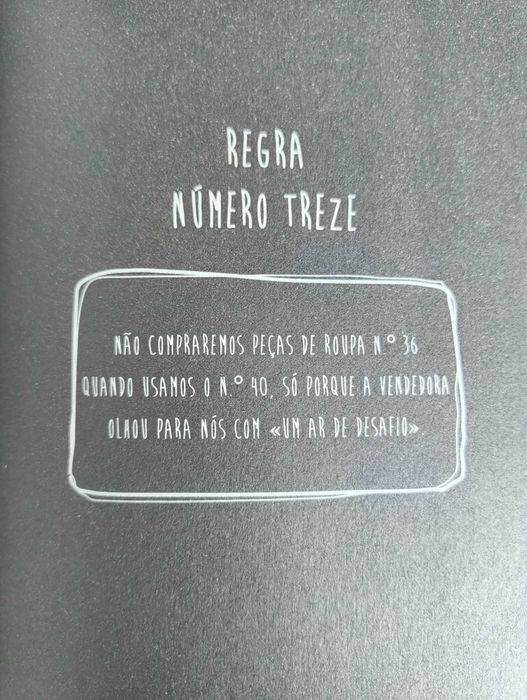 REGRA
NÚMERO TREZE
NÃO COMPRAREMOS PEÇAS DE ROUPA N.º 36
QUANDO USAMOS O N.º 40, SÓ PORQUE A VENDEDORA
OLHOU PARA NÓS COM «UM AR DE DESAFIO».